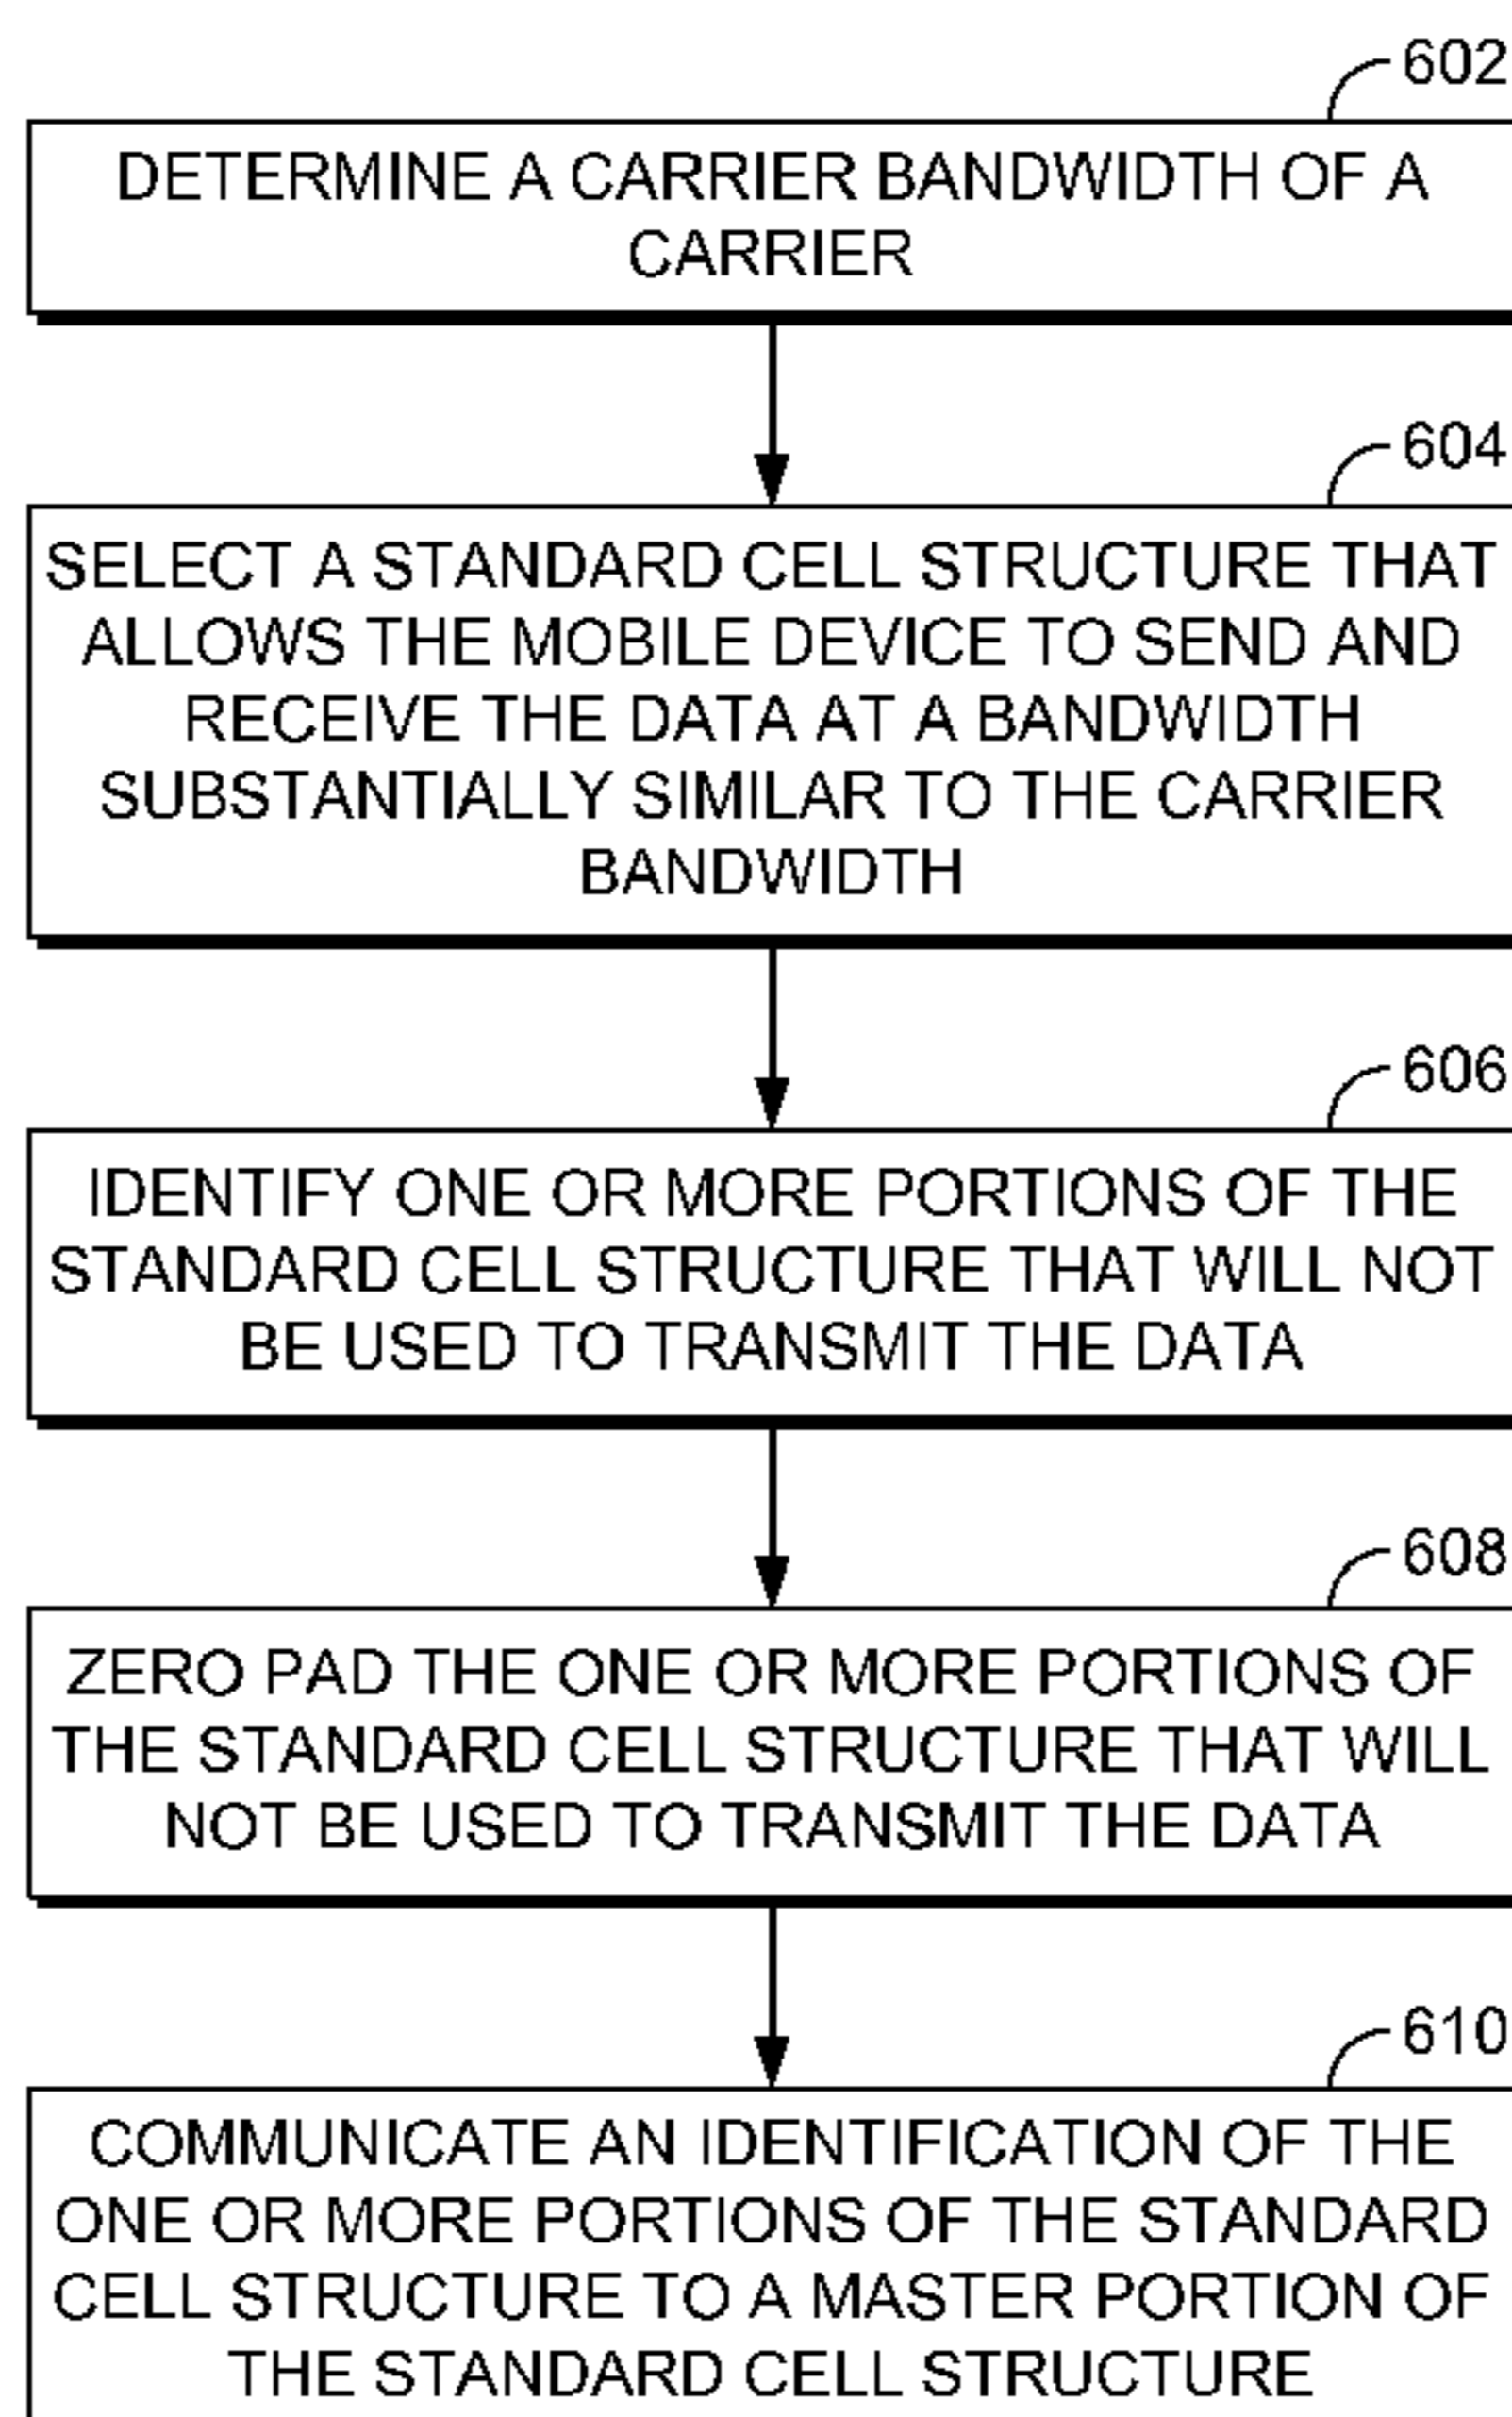 602
DETERMINE A CARRIER BANDWIDTH OF A
CARRIER
604
SELECT A STANDARD CELL STRUCTURE THAT
ALLOWS THE MOBILE DEVICE TO SEND AND
RECEIVE THE DATA AT A BANDWIDTH
SUBSTANTIALLY SIMILAR TO THE CARRIER
BANDWIDTH
606
IDENTIFY ONE OR MORE PORTIONS OF THE
STANDARD CELL STRUCTURE THAT WILL NOT
BE USED TO TRANSMIT THE DATA
608
ZERO PAD THE ONE OR MORE PORTIONS OF
THE STANDARD CELL STRUCTURE THAT WILL
NOT BE USED TO TRANSMIT THE DATA
610
COMMUNICATE AN IDENTIFICATION OF THE
ONE OR MORE PORTIONS OF THE STANDARD
CELL STRUCTURE TO A MASTER PORTION OF
THE STANDARD CELL STRUCTURE